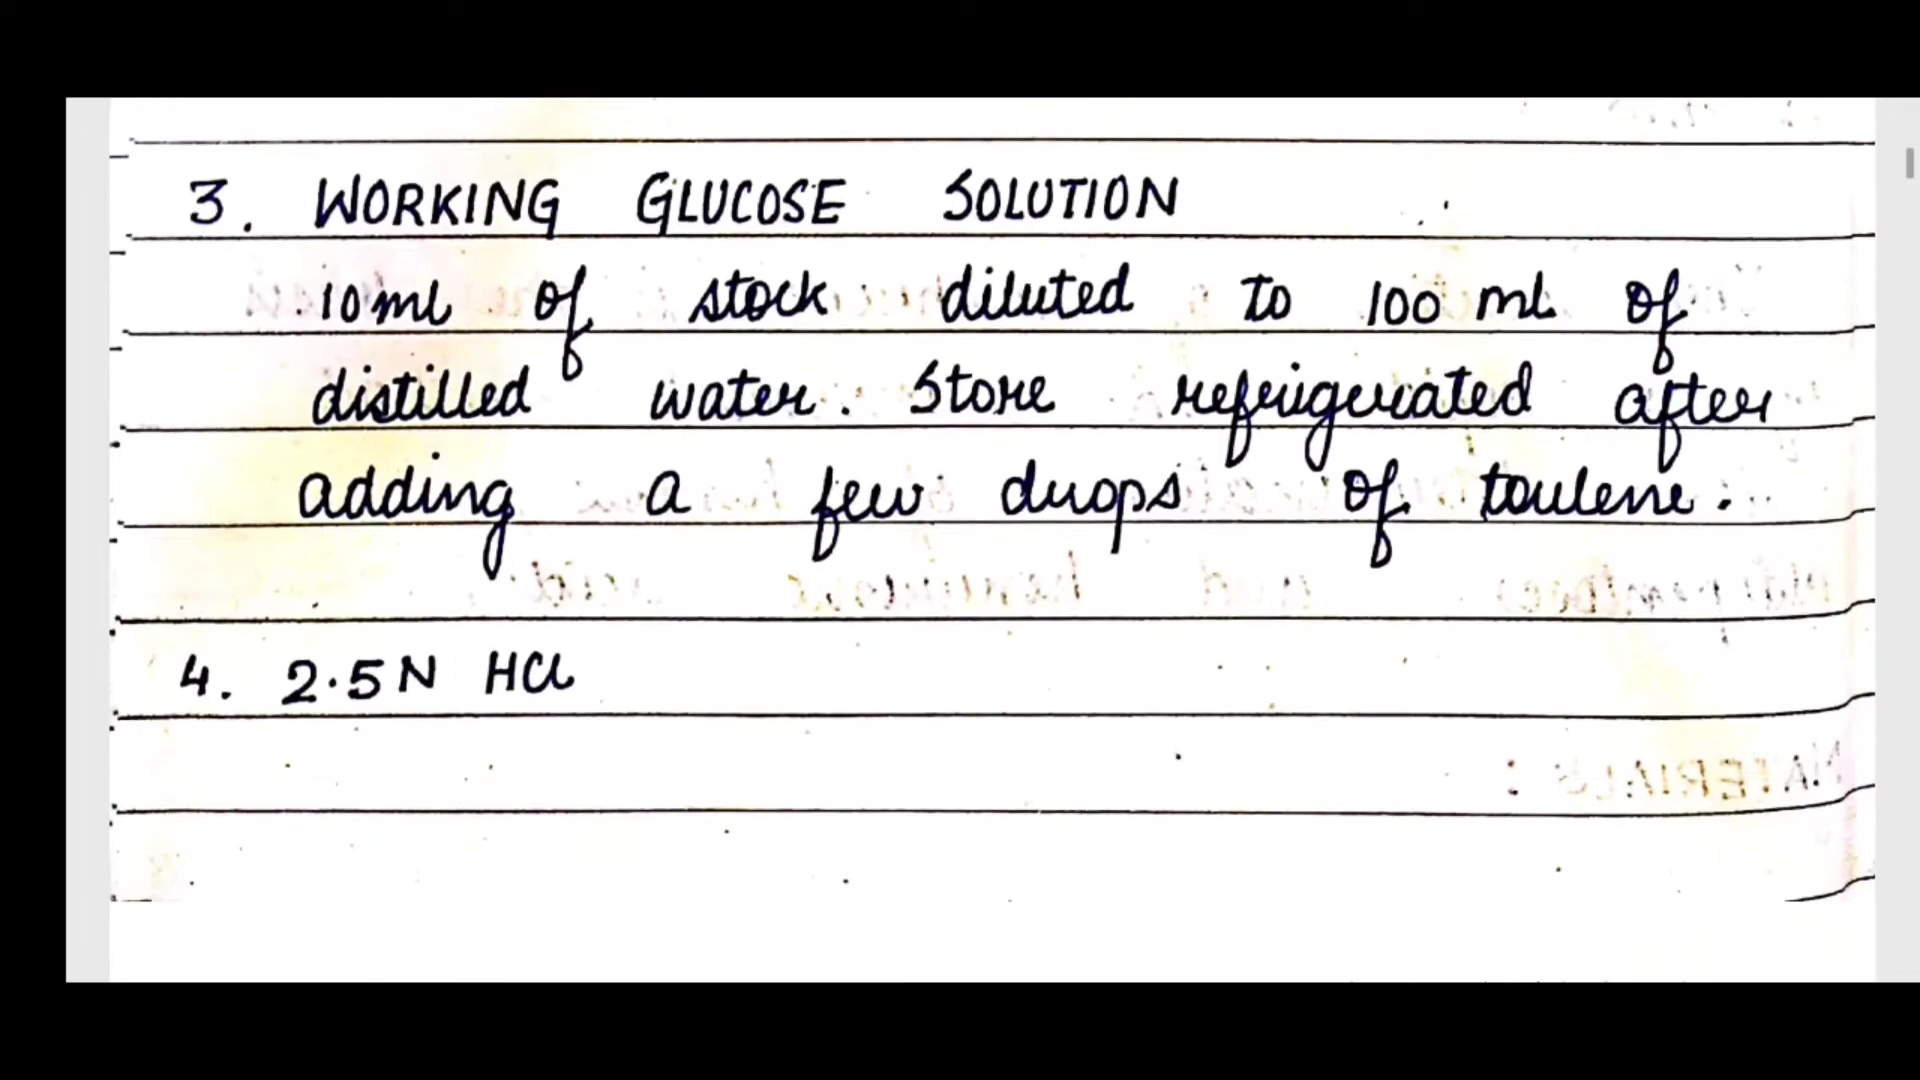 3. WORKING GLUCOSE SOLUTION
10ml of stock diluted to 100 ml of
distilled water. Store refrigerated after
adding a few drops of toulene.
4. 2.5N HCl
MATERIALS :